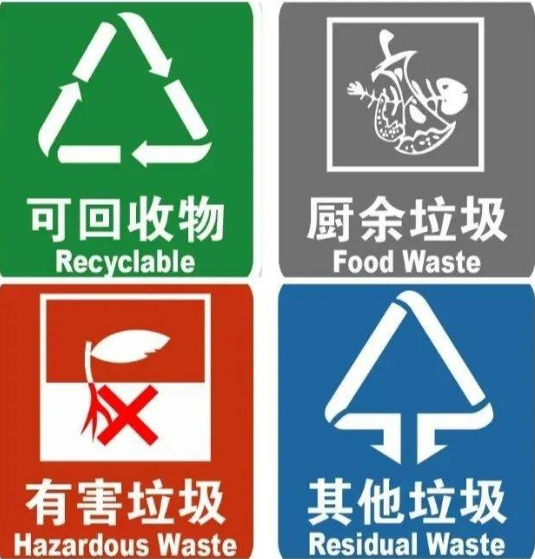 可回收物
Recyclable
厨余垃圾
Food Waste
有害垃圾
Hazardous Waste
其他垃圾
Residual Waste